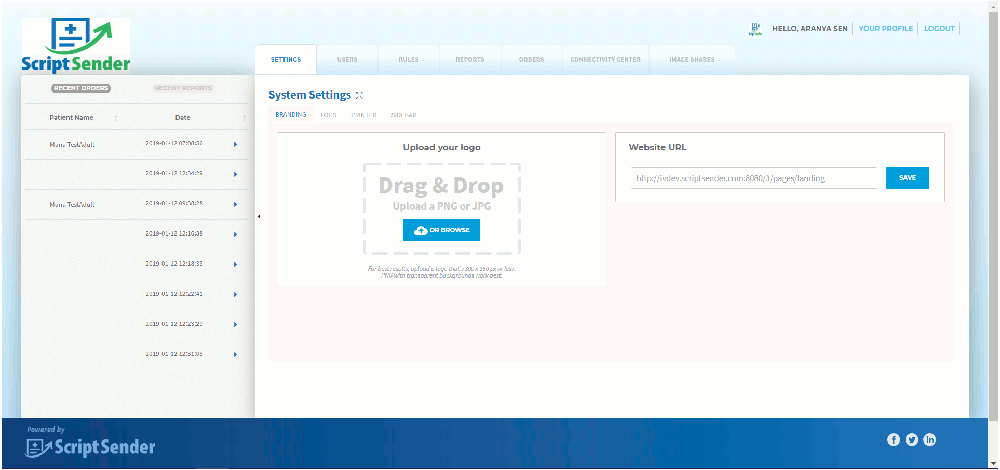 ScriptSender
HELLO, ARANYA SEN
YOUR PROFILE
LOGOUT
SETTINGS
USERS
RULES
REPORTS
ORDERS
CONNECTIVITY CENTER
IMAGE SHARES
RECENT ORDERS
RECENT REPORTS
Patient Name
Date
Maria TestAdult
2019-01-12 07:08:56
2019-01-12 12:34:29
Maria TestAdult
2019-01-12 09:38:28
2019-01-12 12:16:38
2019-01-12 12:18:33
2019-01-12 12:22:41
2019-01-12 12:23:29
2019-01-12 12:31:08
System Settings
BRANDING
LOGS
PRINTER
SIDEBAR
Upload your logo
Drag & Drop
Upload a PNG or JPG
OR BROWSE
For best results, upload a logo that's 300 x 150 px or less.
PNG with transparent backgrounds work best.
Website URL
http://ivdev.scriptsender.com:8080/#/pages/landing
SAVE
Powered by
ScriptSender